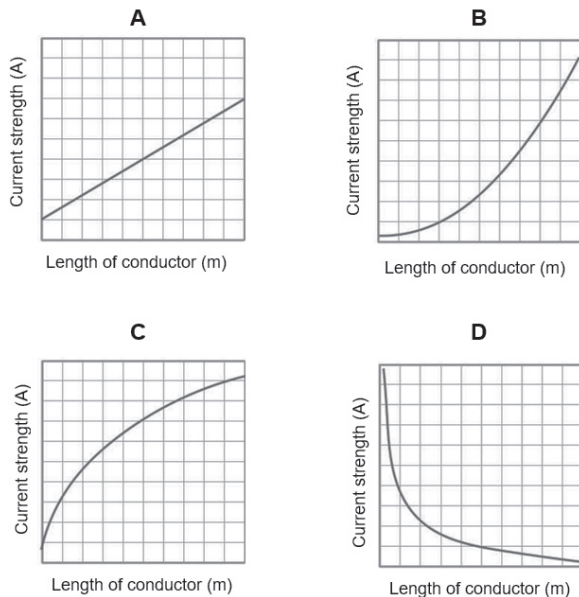 A
Current strength (A)
Length of conductor (m)
B
Current strength (A)
Length of conductor (m)
C
Current strength (A)
Length of conductor (m)
D
Current strength (A)
Length of conductor (m)